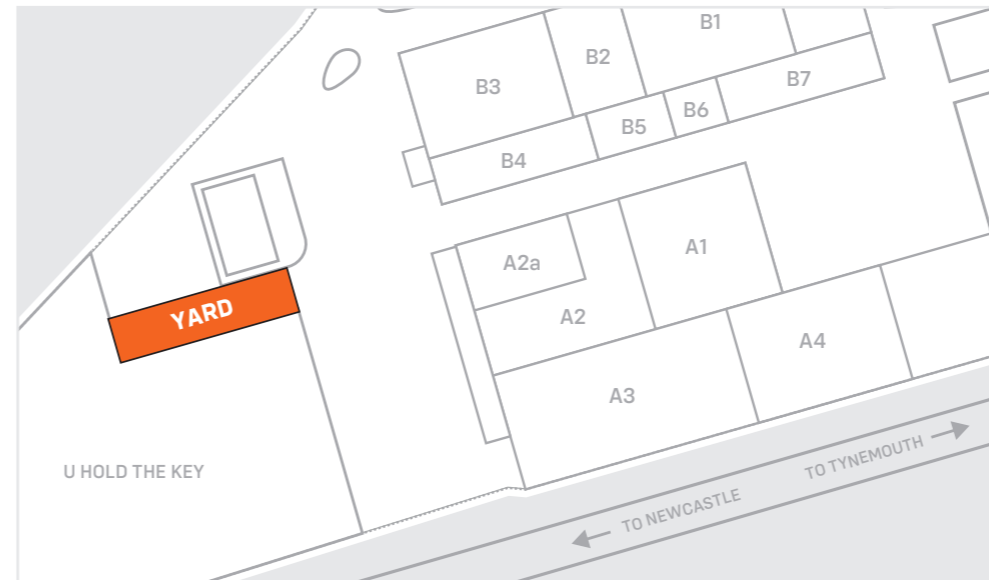 B1
B2
B3
B7
B6
B5
B4
A1
A2a
A2
A4
A3
YARD
U HOLD THE KEY
TO TYNEMOUTH
TO NEWCASTLE